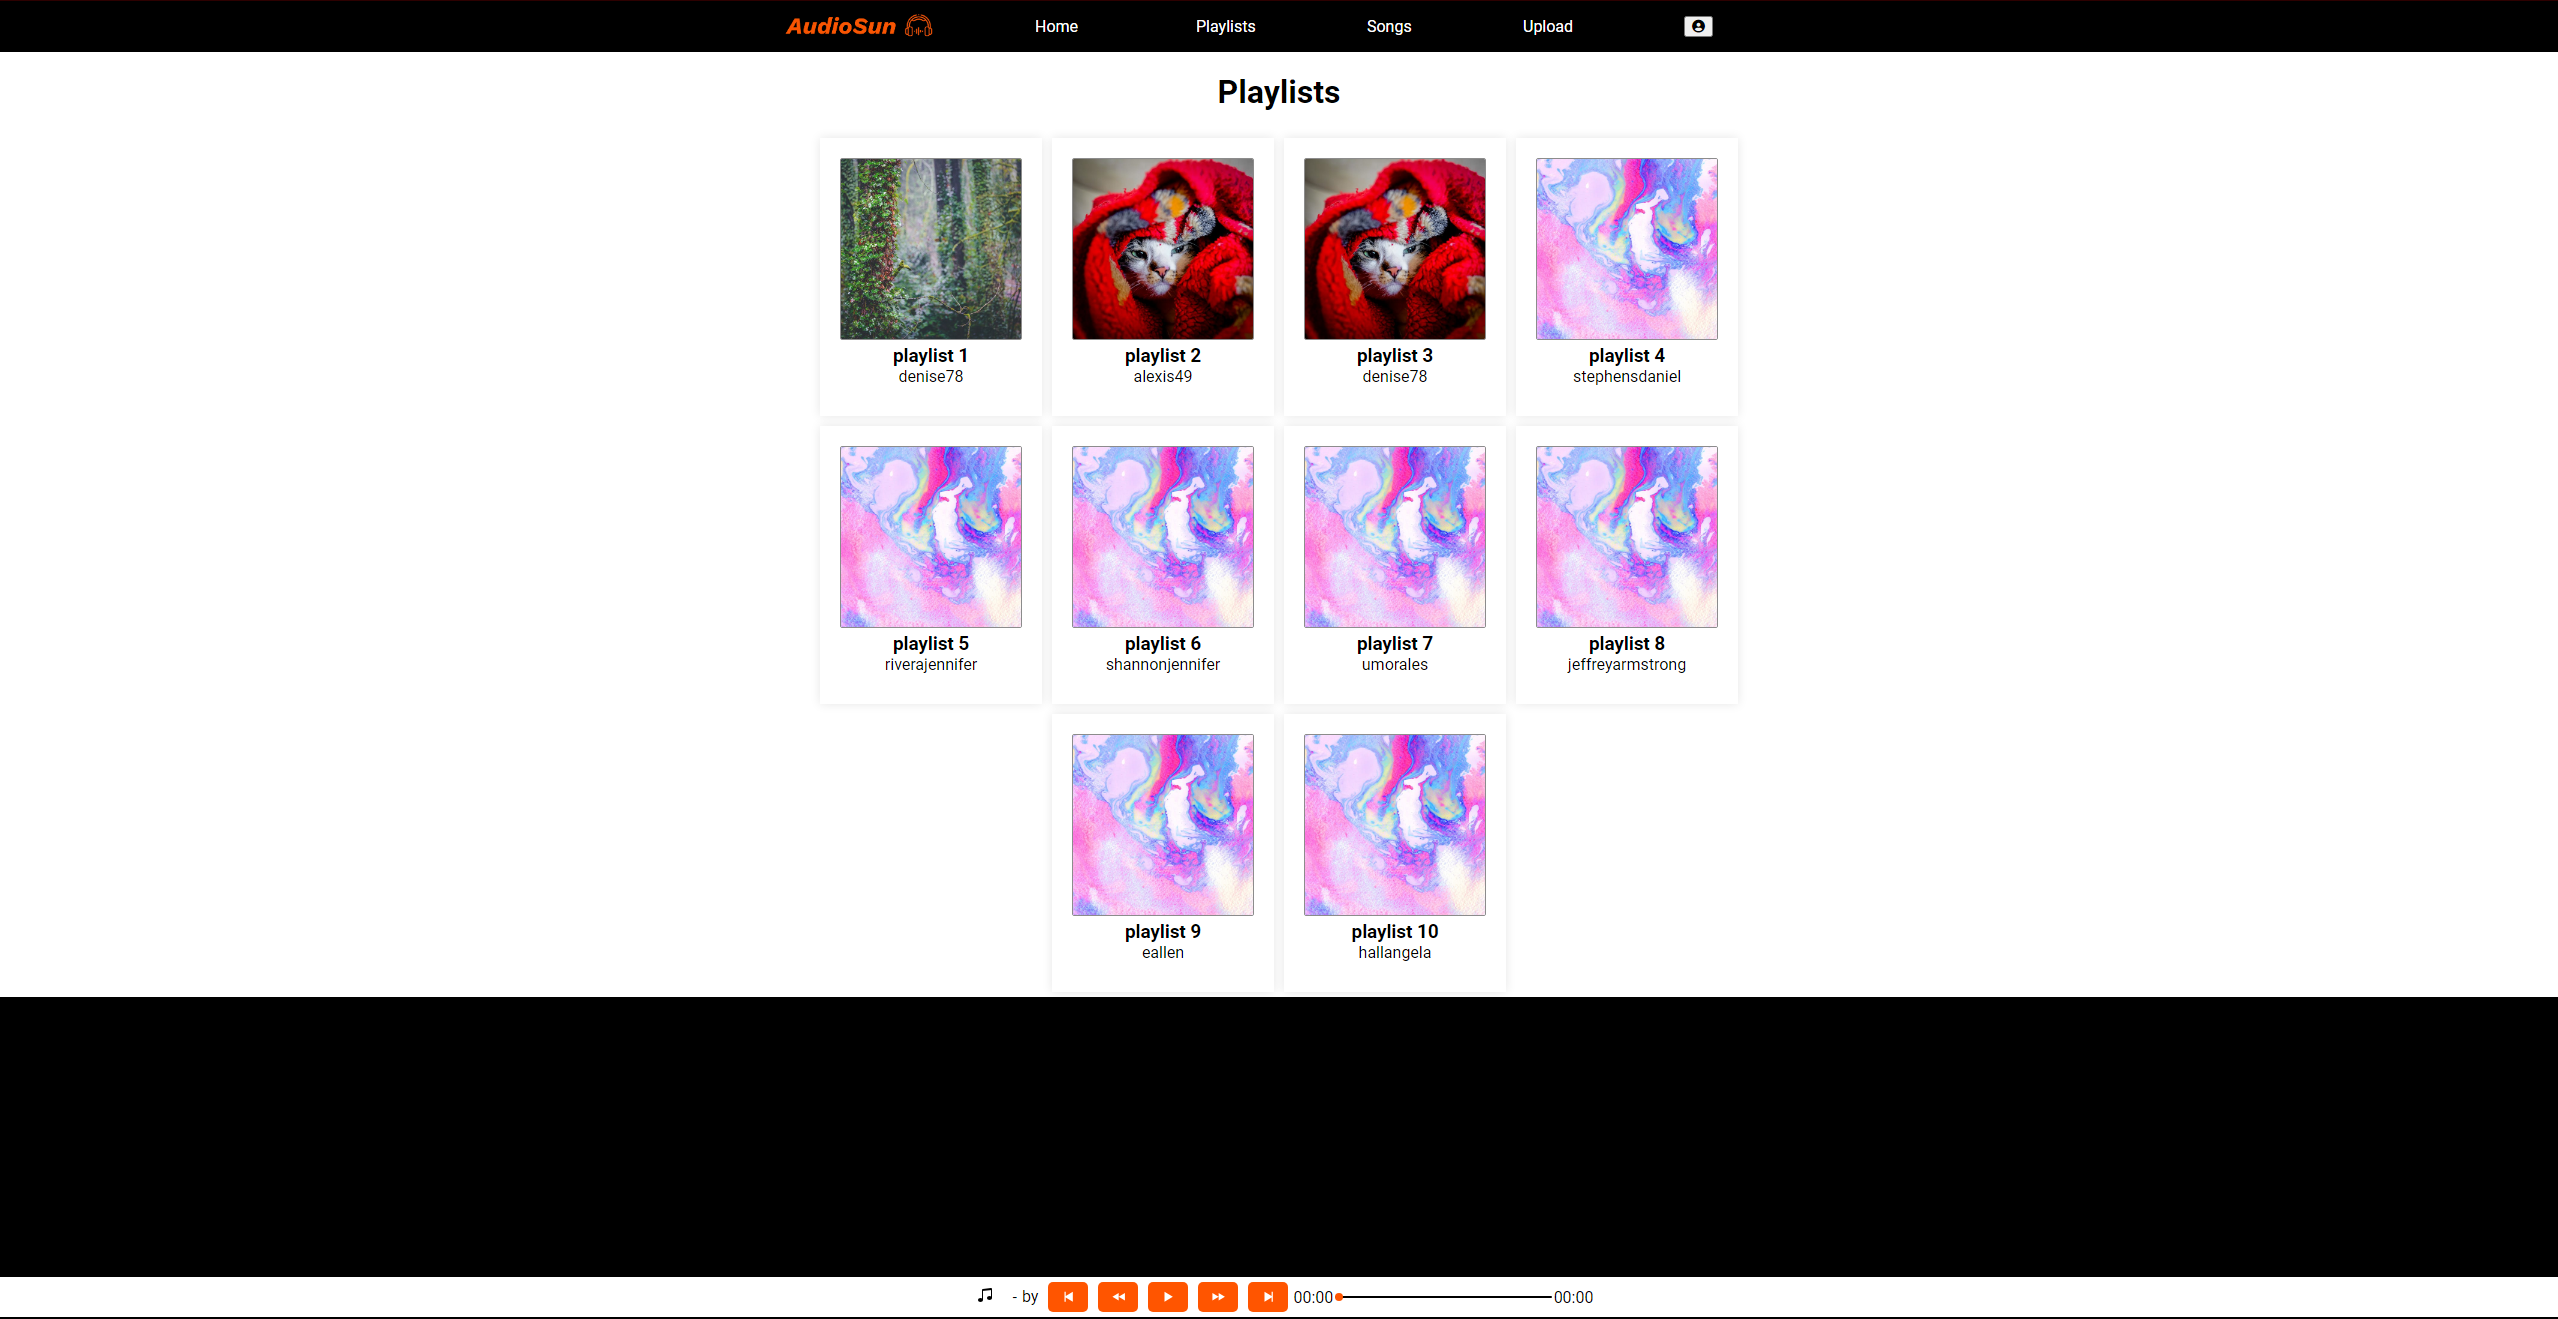 AudioSun Home Playlists Songs Upload
Playlists
playlist 1
denise78
playlist 2
alexis49
playlist 3
denise78
playlist 4
stephensdaniel
playlist 5
riverajennifer
playlist 6
shannonjennifer
playlist 7
umorales
playlist 8
jeffreyarmstrong
playlist 9
eallen
playlist 10
hallangela
- by 00:00 00:00